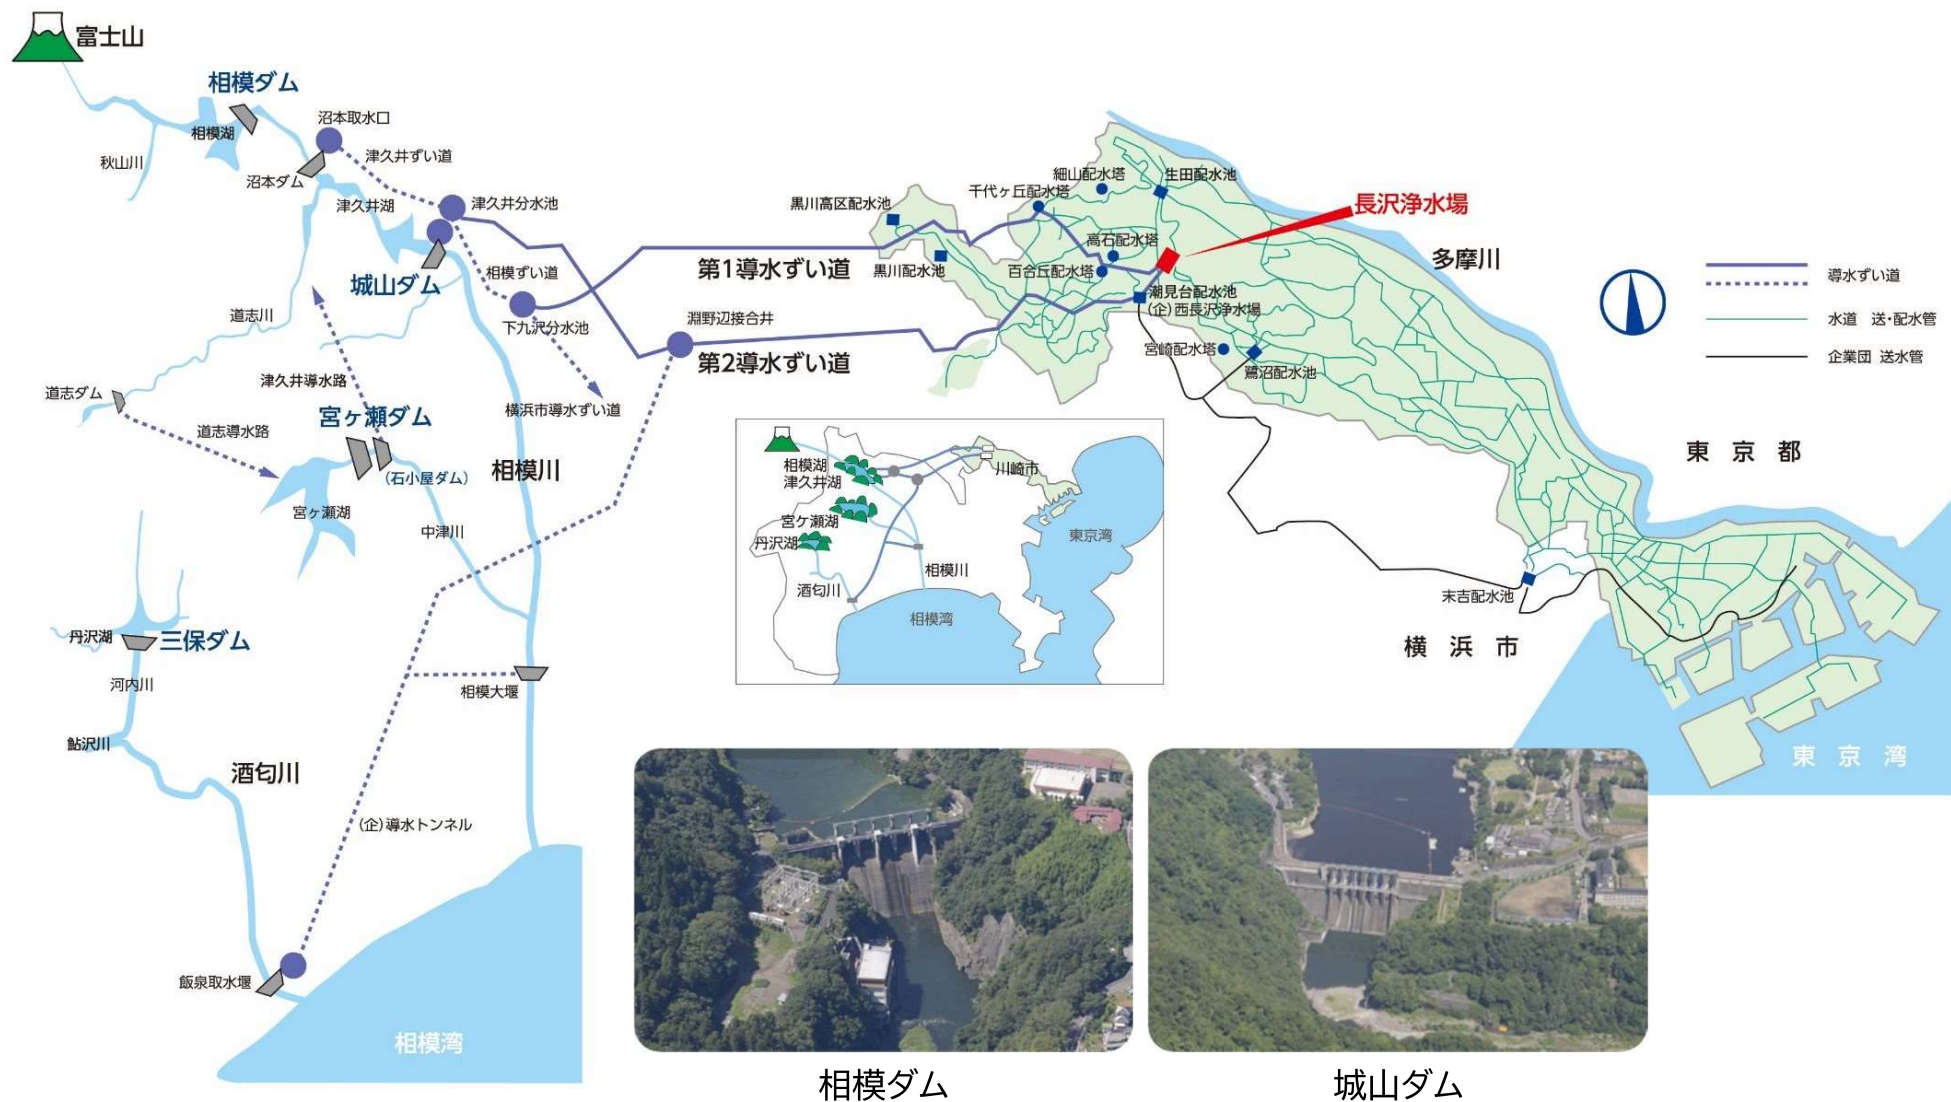 富士山
相模ダム
相模湖
秋山川
沼本取水口
沼本ダム
津久井ずい道
津久井湖
津久井分水池
城山ダム
相模ずい道
下九沢分水池
横浜市導水ずい道
第1導水ずい道
淵野辺接合井
第2導水ずい道
道志川
道志ダム
道志導水路
津久井導水路
宮ヶ瀬ダム
(石小屋ダム)
宮ヶ瀬湖
中津川
相模川
丹沢湖
三保ダム
河内川
鮎沢川
酒匂川
相模大堰
(企)導水トンネル
飯泉取水堰
相模湾
黒川高区配水池
黒川配水池
千代ヶ丘配水塔
細山配水塔
生田配水池
高石配水塔
百合丘配水塔
潮見台配水池
(企)西長沢浄水場
宮崎配水塔
鷺沼配水池
長沢浄水場
多摩川
導水ずい道
水道 送・配水管
企業団 送水管
東京都
末吉配水池
横浜市
東京湾
相模湖
津久井湖
宮ケ瀬湖
丹沢湖
酒匂川
相模川
川崎市
東京湾
相模湾
相模ダム
城山ダム